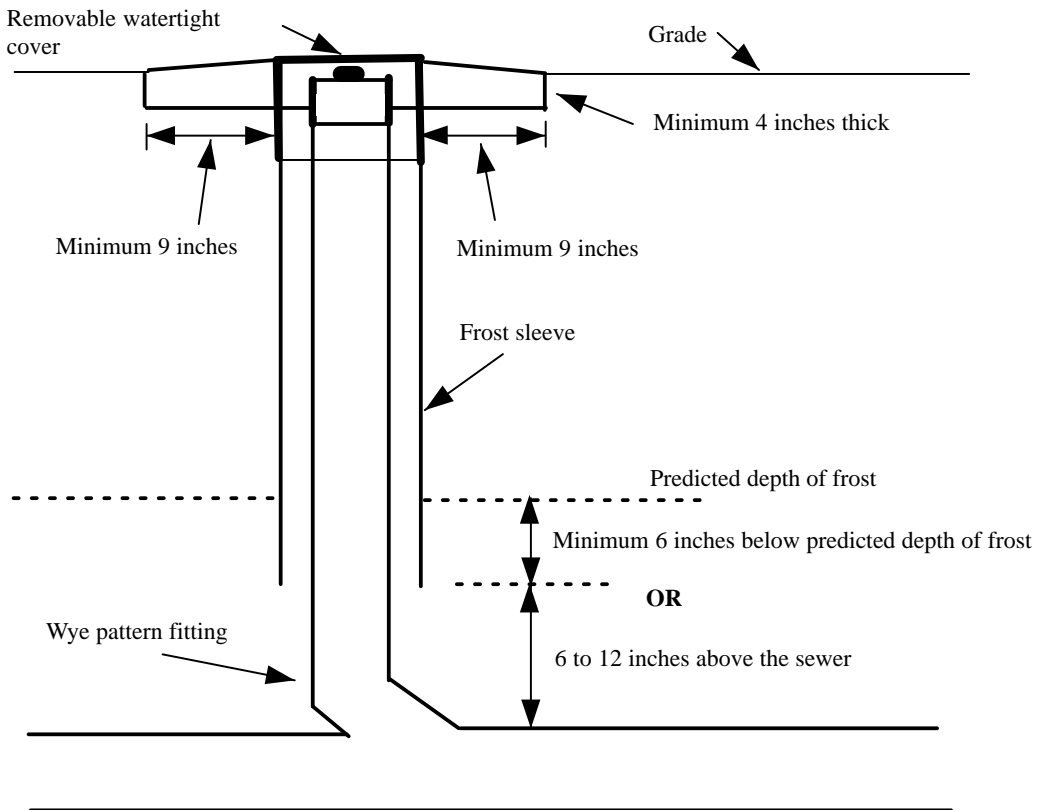 Removable watertight
cover
Grade
Minimum 4 inches thick
Minimum 9 inches
Minimum 9 inches
Frost sleeve
Predicted depth of frost
Minimum 6 inches below predicted depth of frost
OR
Wye pattern fitting
6 to 12 inches above the sewer